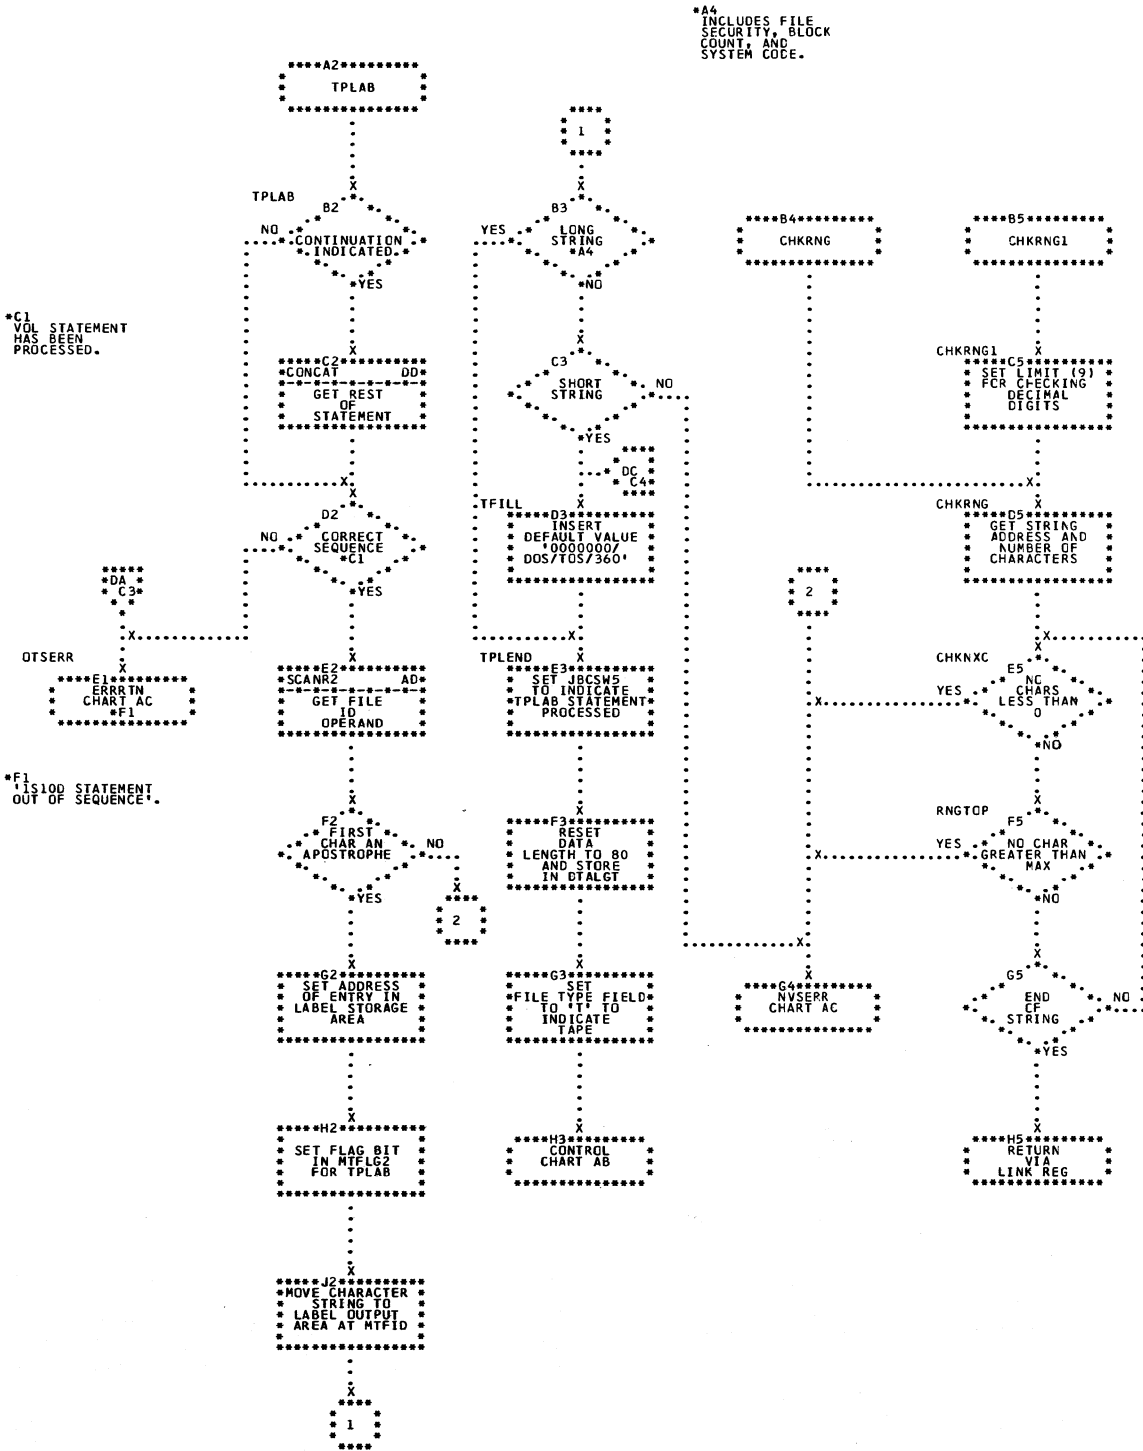 *A4
INCLUDES FILE
SECURITY, BLOCK
COUNT, AND
SYSTEM CODE.
A2
TPLAB
TPLAB
B2
CONTINUATION
INDICATED
NO
YES
*C1
VOL STATEMENT
HAS BEEN
PROCESSED.
C2
CONCAT DD
GET REST
OF
STATEMENT
D2
CORRECT
SEQUENCE
*C1
NO
YES
DA
C3
OTSERR
E1
ERRRTN
CHART AC
*F1
*F1
'1S10D STATEMENT
OUT OF SEQUENCE'.
E2
SCANR2 AD
GET FILE
ID
OPERAND
F2
FIRST
CHAR AN
APOSTROPHE
NO
YES
2
G2
SET ADDRESS
OF ENTRY IN
LABEL STORAGE
AREA
H2
SET FLAG BIT
IN MTFLG2
FOR TPLAB
J2
MOVE CHARACTER
STRING TO
LABEL OUTPUT
AREA AT MTFID
1
1
B3
LONG
STRING
*A4
YES
NO
C3
SHORT
STRING
NO
YES
DC
C4
TFILL
D3
INSERT
DEFAULT VALUE
'0000000/
DOS/TOS/360'
TPLEND
E3
SET JBCSW5
TO INDICATE
TPLAB STATEMENT
PROCESSED
F3
RESET
DATA
LENGTH TO 80
AND STORE
IN DTALGT
G3
SET
FILE TYPE FIELD
TO 'T' TO
INDICATE
TAPE
H3
CONTROL
CHART AB
B4
CHKRNG
2
G4
NVSERR
CHART AC
B5
CHKRNG1
CHKRNG1
C5
SET LIMIT (9)
FCR CHECKING
DECIMAL
DIGITS
CHKRNG
D5
GET STRING
ADDRESS AND
NUMBER OF
CHARACTERS
CHKNXC
E5
NC
CHARS
LESS THAN
0
YES
NO
RNGTOP
F5
NO CHAR
GREATER THAN
MAX
YES
NO
G5
END
CF
STRING
NO
YES
H5
RETURN
VIA
LINK REG